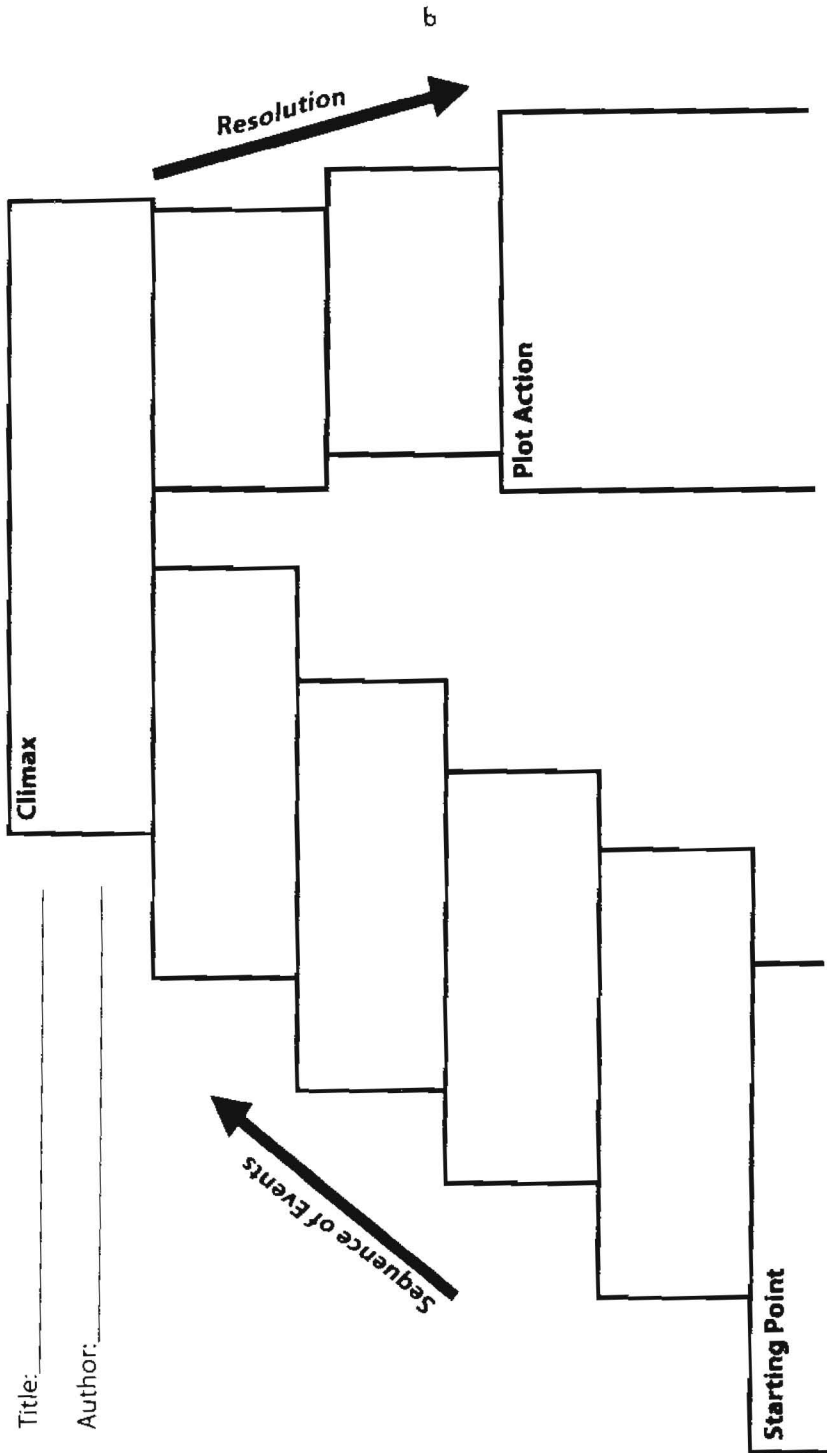 Title:
Author:
Climax
Resolution
Sequence of Events
Plot Action
Starting Point